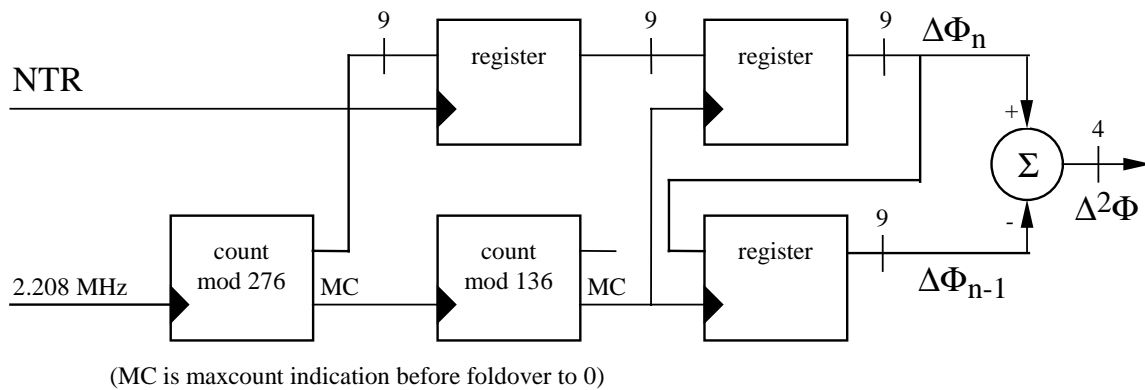 9
9
9
ΔΦn
register
register
NTR
+
4
Σ
Δ²Φ
-
9
count
mod 276
count
mod 136
register
2.208 MHz
MC
MC
ΔΦn-1
(MC is maxcount indication before foldover to 0)